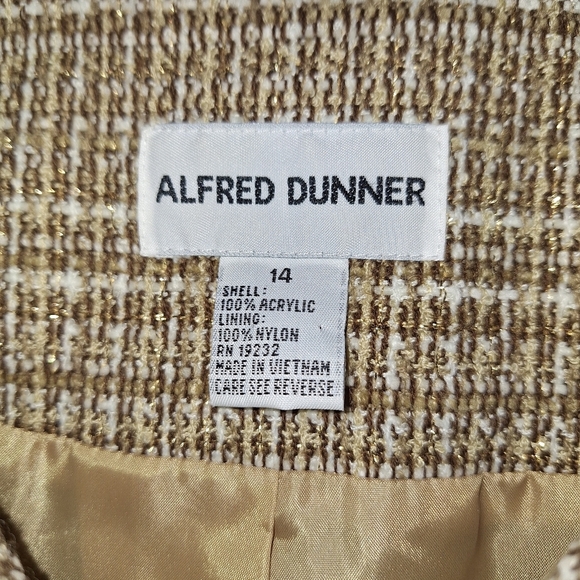 ALFRED DUNNER
14
SHELL:
100% ACRYLIC
LINING:
100% NYLON
RN 19232
MADE IN VIETNAM
CARE SEE REVERSE